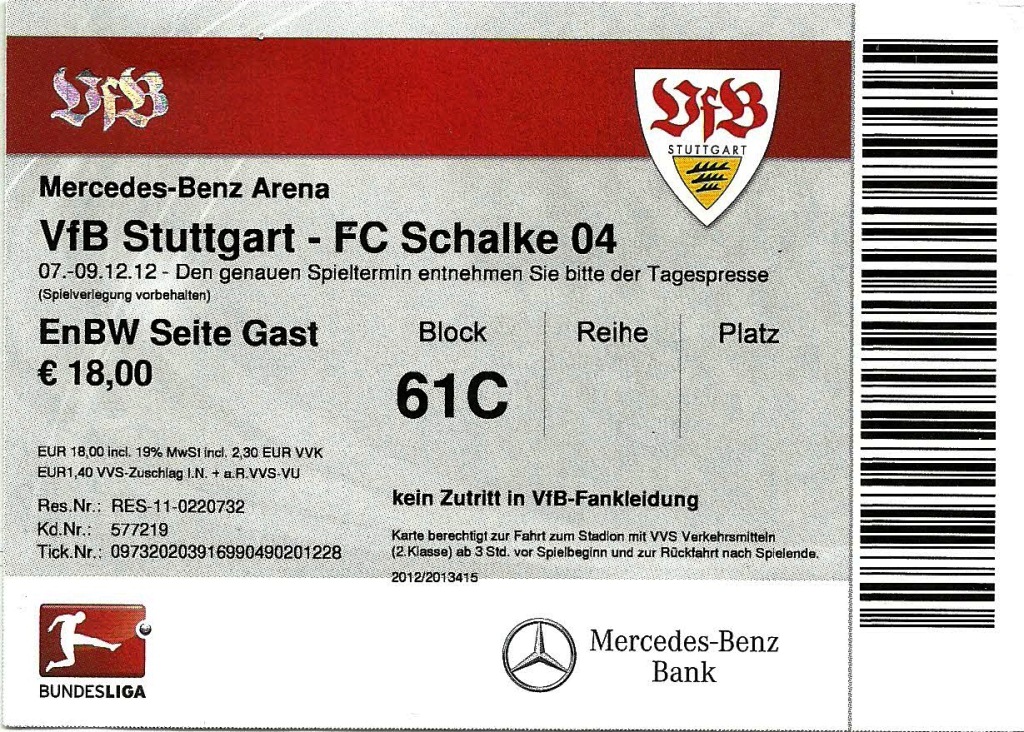 VfB
VfB
STUTTGART
Mercedes-Benz Arena
VfB Stuttgart - FC Schalke 04
07.-09.12.12 - Den genauen Spieltermin entnehmen Sie bitte der Tagespresse
(Spielverlegung vorbehalten)
EnBW Seite Gast
€ 18,00
Block Reihe Platz
61C
EUR 18,00 incl. 19% MwSt incl. 2,30 EUR VVK
EUR1,40 VVS-Zuschlag I.N. + a.R.VVS-VU
Res.Nr.: RES-11-0220732
Kd.Nr.: 577219
Tick.Nr.: 097320203916990490201228
kein Zutritt in VfB-Fankleidung
Karte berechtigt zur Fahrt zum Stadion mit VVS Verkehrsmitteln
(2.Klasse) ab 3 Std. vor Spielbeginn und zur Rückfahrt nach Spielende.
2012/2013415
BUNDESLIGA
Mercedes-Benz
Bank